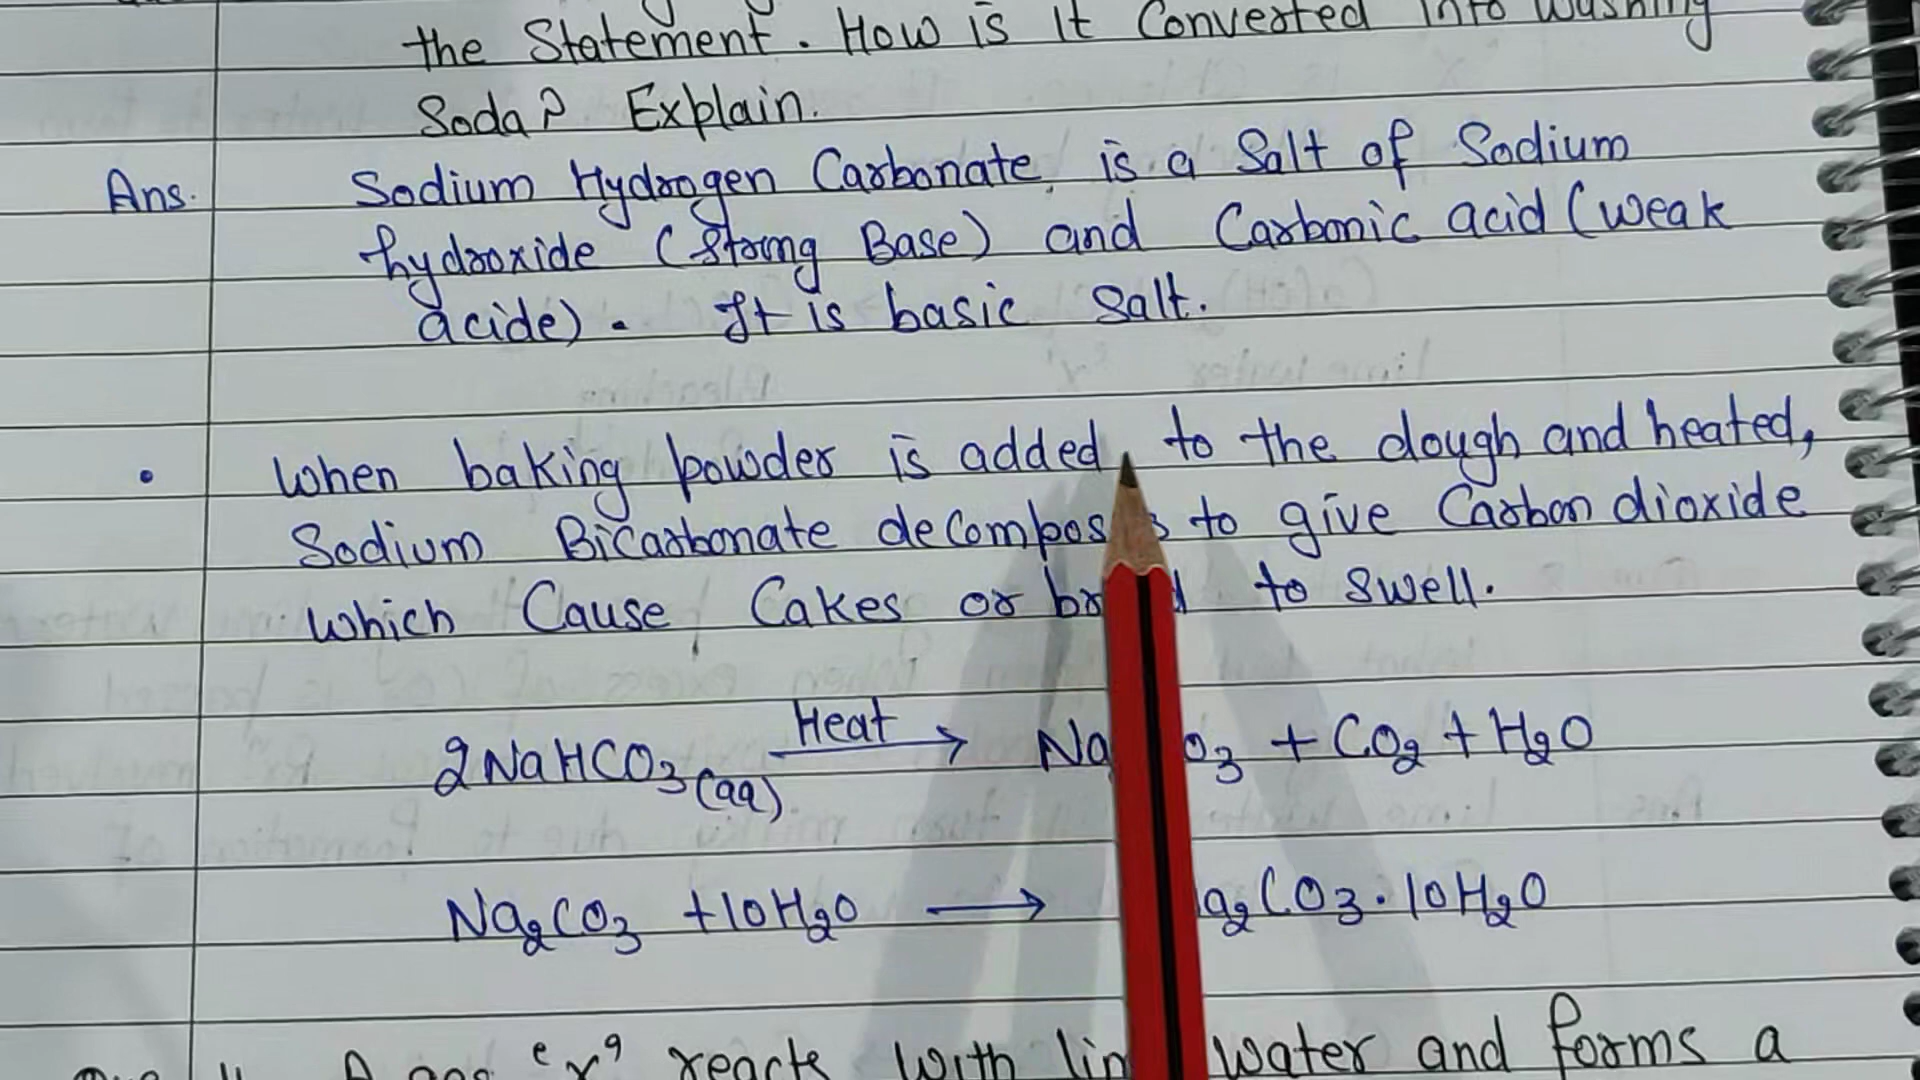 the Statement. How is It Converted into Washing
Soda? Explain.
Ans. Sodium Hydrogen Carbonate is a Salt of Sodium
hydroxide (Strong Base) and Carbonic acid (weak
acide). It is basic Salt.
• When baking powder is added to the dough and heated,
Sodium Bicarbonate decomposes to give Carbon dioxide
which Cause Cakes or to swell.
2NaHCO₃(aq) Heat → Na O₃ + CO₂ + H₂O
Na₂CO₃ + 10H₂O → a₂CO₃·10H₂O
A gas 'x' reacts with water and forms a